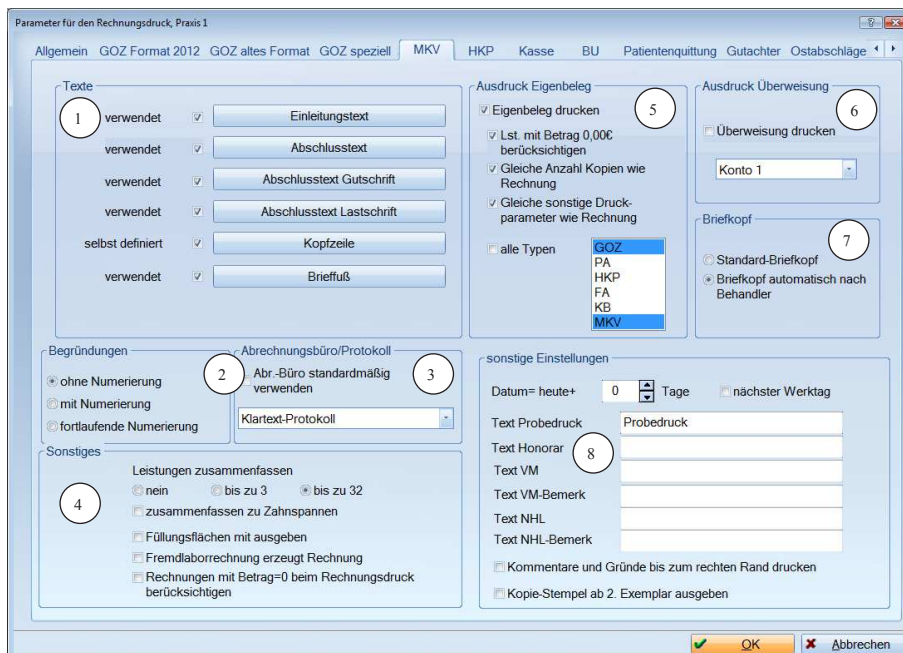 Parameter für den Rechnungsdruck, Praxis 1
Allgemein GOZ Format 2012 GOZ altes Format GOZ speziell MKV HKP Kasse BU Patientenquittung Gutachter Ostabschläge
Texte
1
verwendet Einleitungstext
verwendet Abschlusstext
verwendet Abschlusstext Gutschrift
verwendet Abschlusstext Lastschrift
selbst definiert Kopfzeile
verwendet Brieffuß
Ausdruck Eigenbeleg
5
Eigenbeleg drucken
Lst. mit Betrag 0,00€
berücksichtigen
Gleiche Anzahl Kopien wie
Rechnung
Gleiche sonstige Druck-
parameter wie Rechnung
alle Typen
GOZ
PA
HKP
FA
KB
MKV
Ausdruck Überweisung
6
Überweisung drucken
Konto 1
Briefkopf
7
Standard-Briefkopf
Briefkopf automatisch nach
Behandler
Begründungen
2
ohne Numerierung
mit Numerierung
fortlaufende Numerierung
Abrechnungsbüro/Protokoll
3
Abr.-Büro standardmäßig
verwenden
Klartext-Protokoll
Sonstiges
4
Leistungen zusammenfassen
nein bis zu 3 bis zu 32
zusammenfassen zu Zahnspannen
Füllungsflächen mit ausgeben
Fremdlaborrechnung erzeugt Rechnung
Rechnungen mit Betrag=0 beim Rechnungsdruck
berücksichtigen
sonstige Einstellungen
Datum= heute+ 0 Tage nächster Werktag
Text Probedruck Probedruck
Text Honorar
8
Text VM
Text VM-Bemerk
Text NHL
Text NHL-Bemerk
Kommentare und Gründe bis zum rechten Rand drucken
Kopie-Stempel ab 2. Exemplar ausgeben
OK Abbrechen